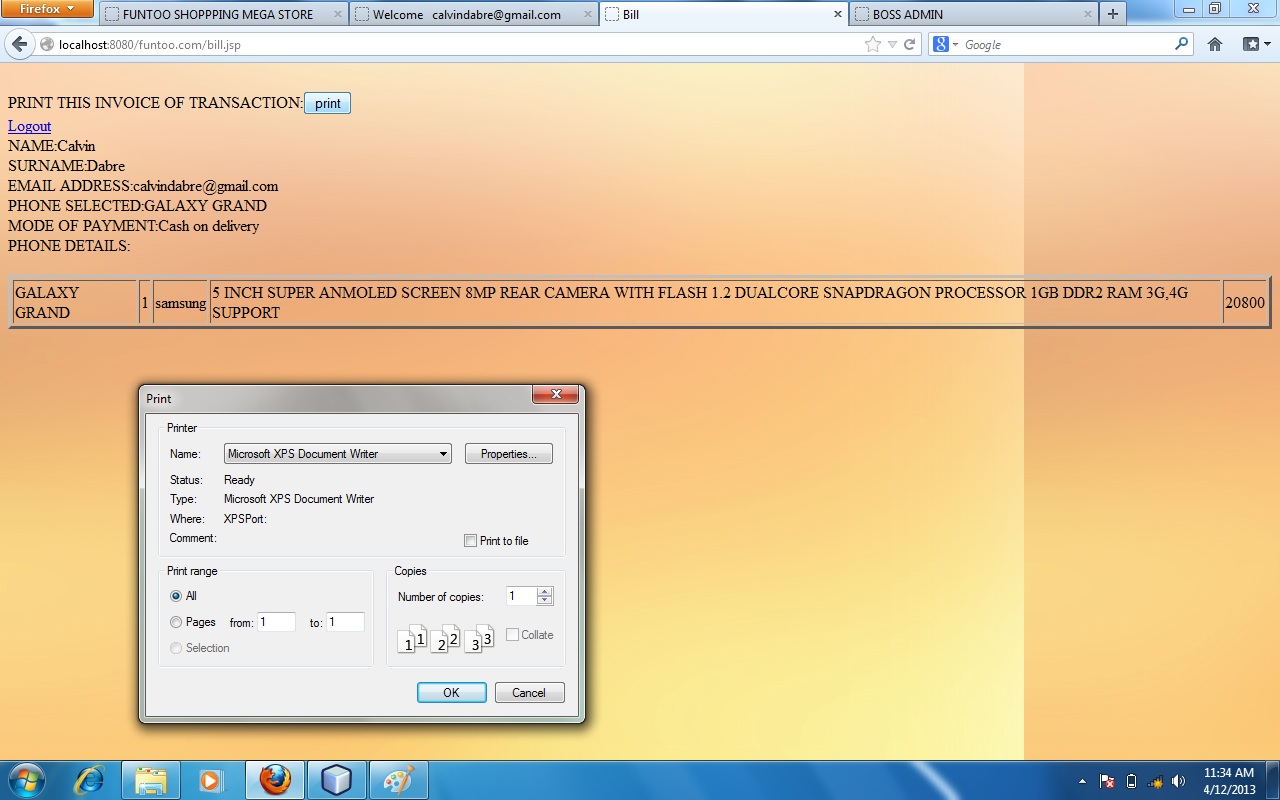 Firefox
FUNTOO SHOPPPING MEGA STORE
Welcome calvindabre@gmail.com
Bill
BOSS ADMIN
localhost:8080/funtoo.com/bill.jsp
Google
PRINT THIS INVOICE OF TRANSACTION: print
Logout
NAME:Calvin
SURNAME:Dabre
EMAIL ADDRESS:calvindabre@gmail.com
PHONE SELECTED:GALAXY GRAND
MODE OF PAYMENT:Cash on delivery
PHONE DETAILS:
GALAXY
GRAND
1
samsung
5 INCH SUPER ANMOLED SCREEN 8MP REAR CAMERA WITH FLASH 1.2 DUALCORE SNAPDRAGON PROCESSOR 1GB DDR2 RAM 3G,4G
SUPPORT
20800
Print
Printer
Name: Microsoft XPS Document Writer Properties...
Status: Ready
Type: Microsoft XPS Document Writer
Where: XPSPort:
Comment:
Print to file
Print range
All
Pages from: 1 to: 1
Selection
Copies
Number of copies: 1
1 1 2 2 3 3
Collate
OK Cancel
11:34 AM
4/12/2013